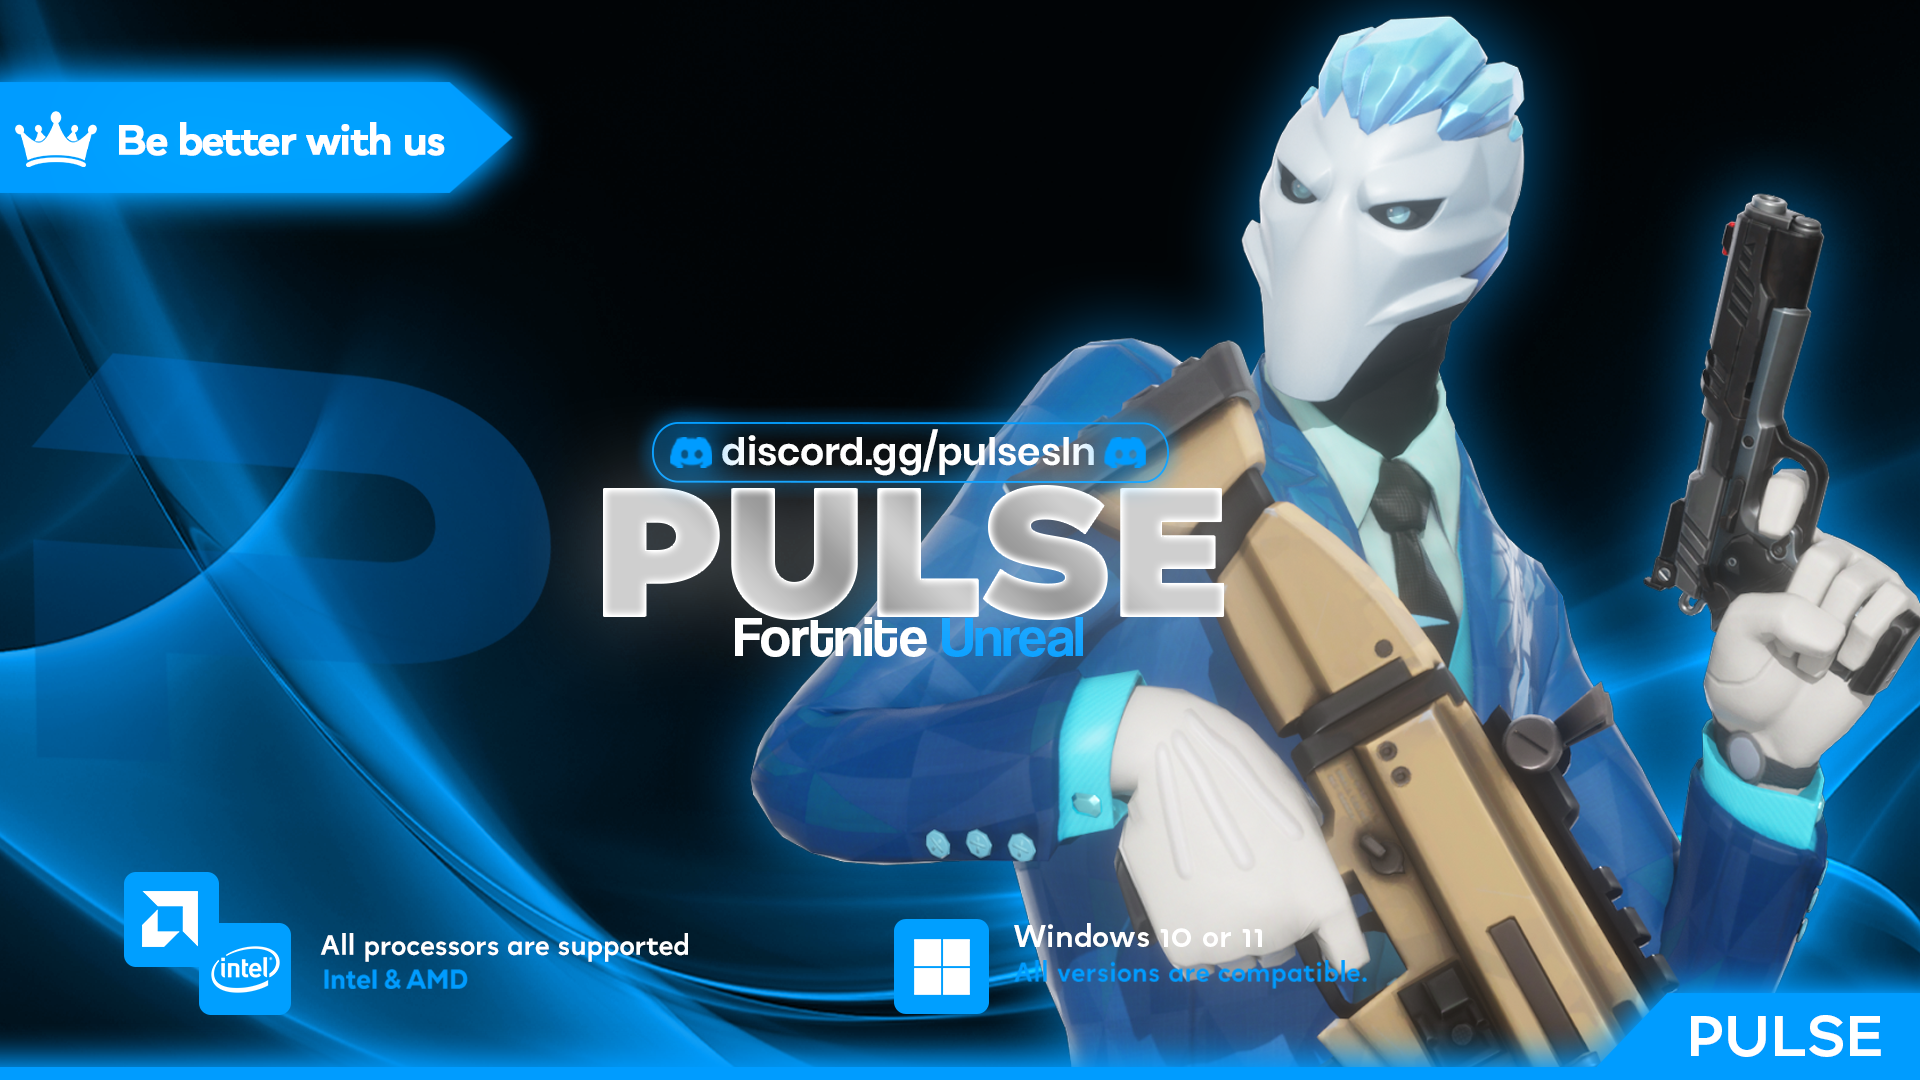 Be better with us
discord.gg/pulsesln
PULSE
Fortnite Unreal
All processors are supported
Intel & AMD
intel
Windows 10 or 11
All versions are compatible.
PULSE